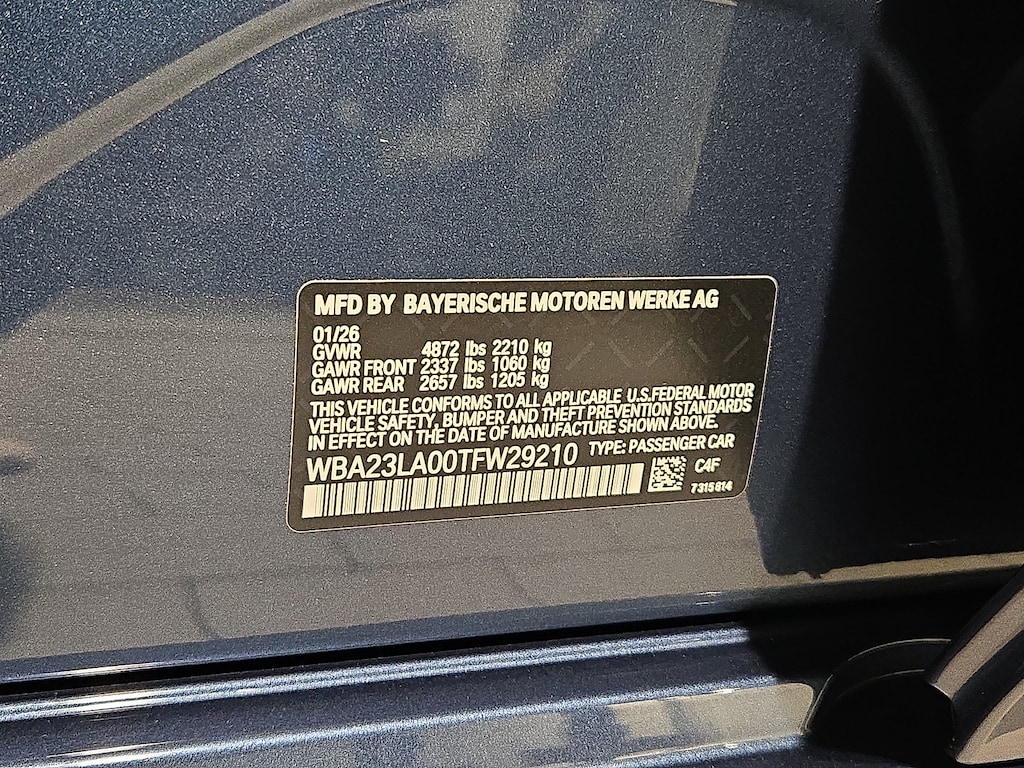 MFD BY BAYERISCHE MOTOREN WERKE AG
01/26
GVWR 4872 lbs 2210 kg
GAWR FRONT 2337 lbs 1060 kg
GAWR REAR 2657 lbs 1205 kg
THIS VEHICLE CONFORMS TO ALL APPLICABLE U.S.FEDERAL MOTOR
VEHICLE SAFETY, BUMPER AND THEFT PREVENTION STANDARDS
IN EFFECT ON THE DATE OF MANUFACTURE SHOWN ABOVE.
WBA23LA00TFW29210 TYPE: PASSENGER CAR
C4F
7315814